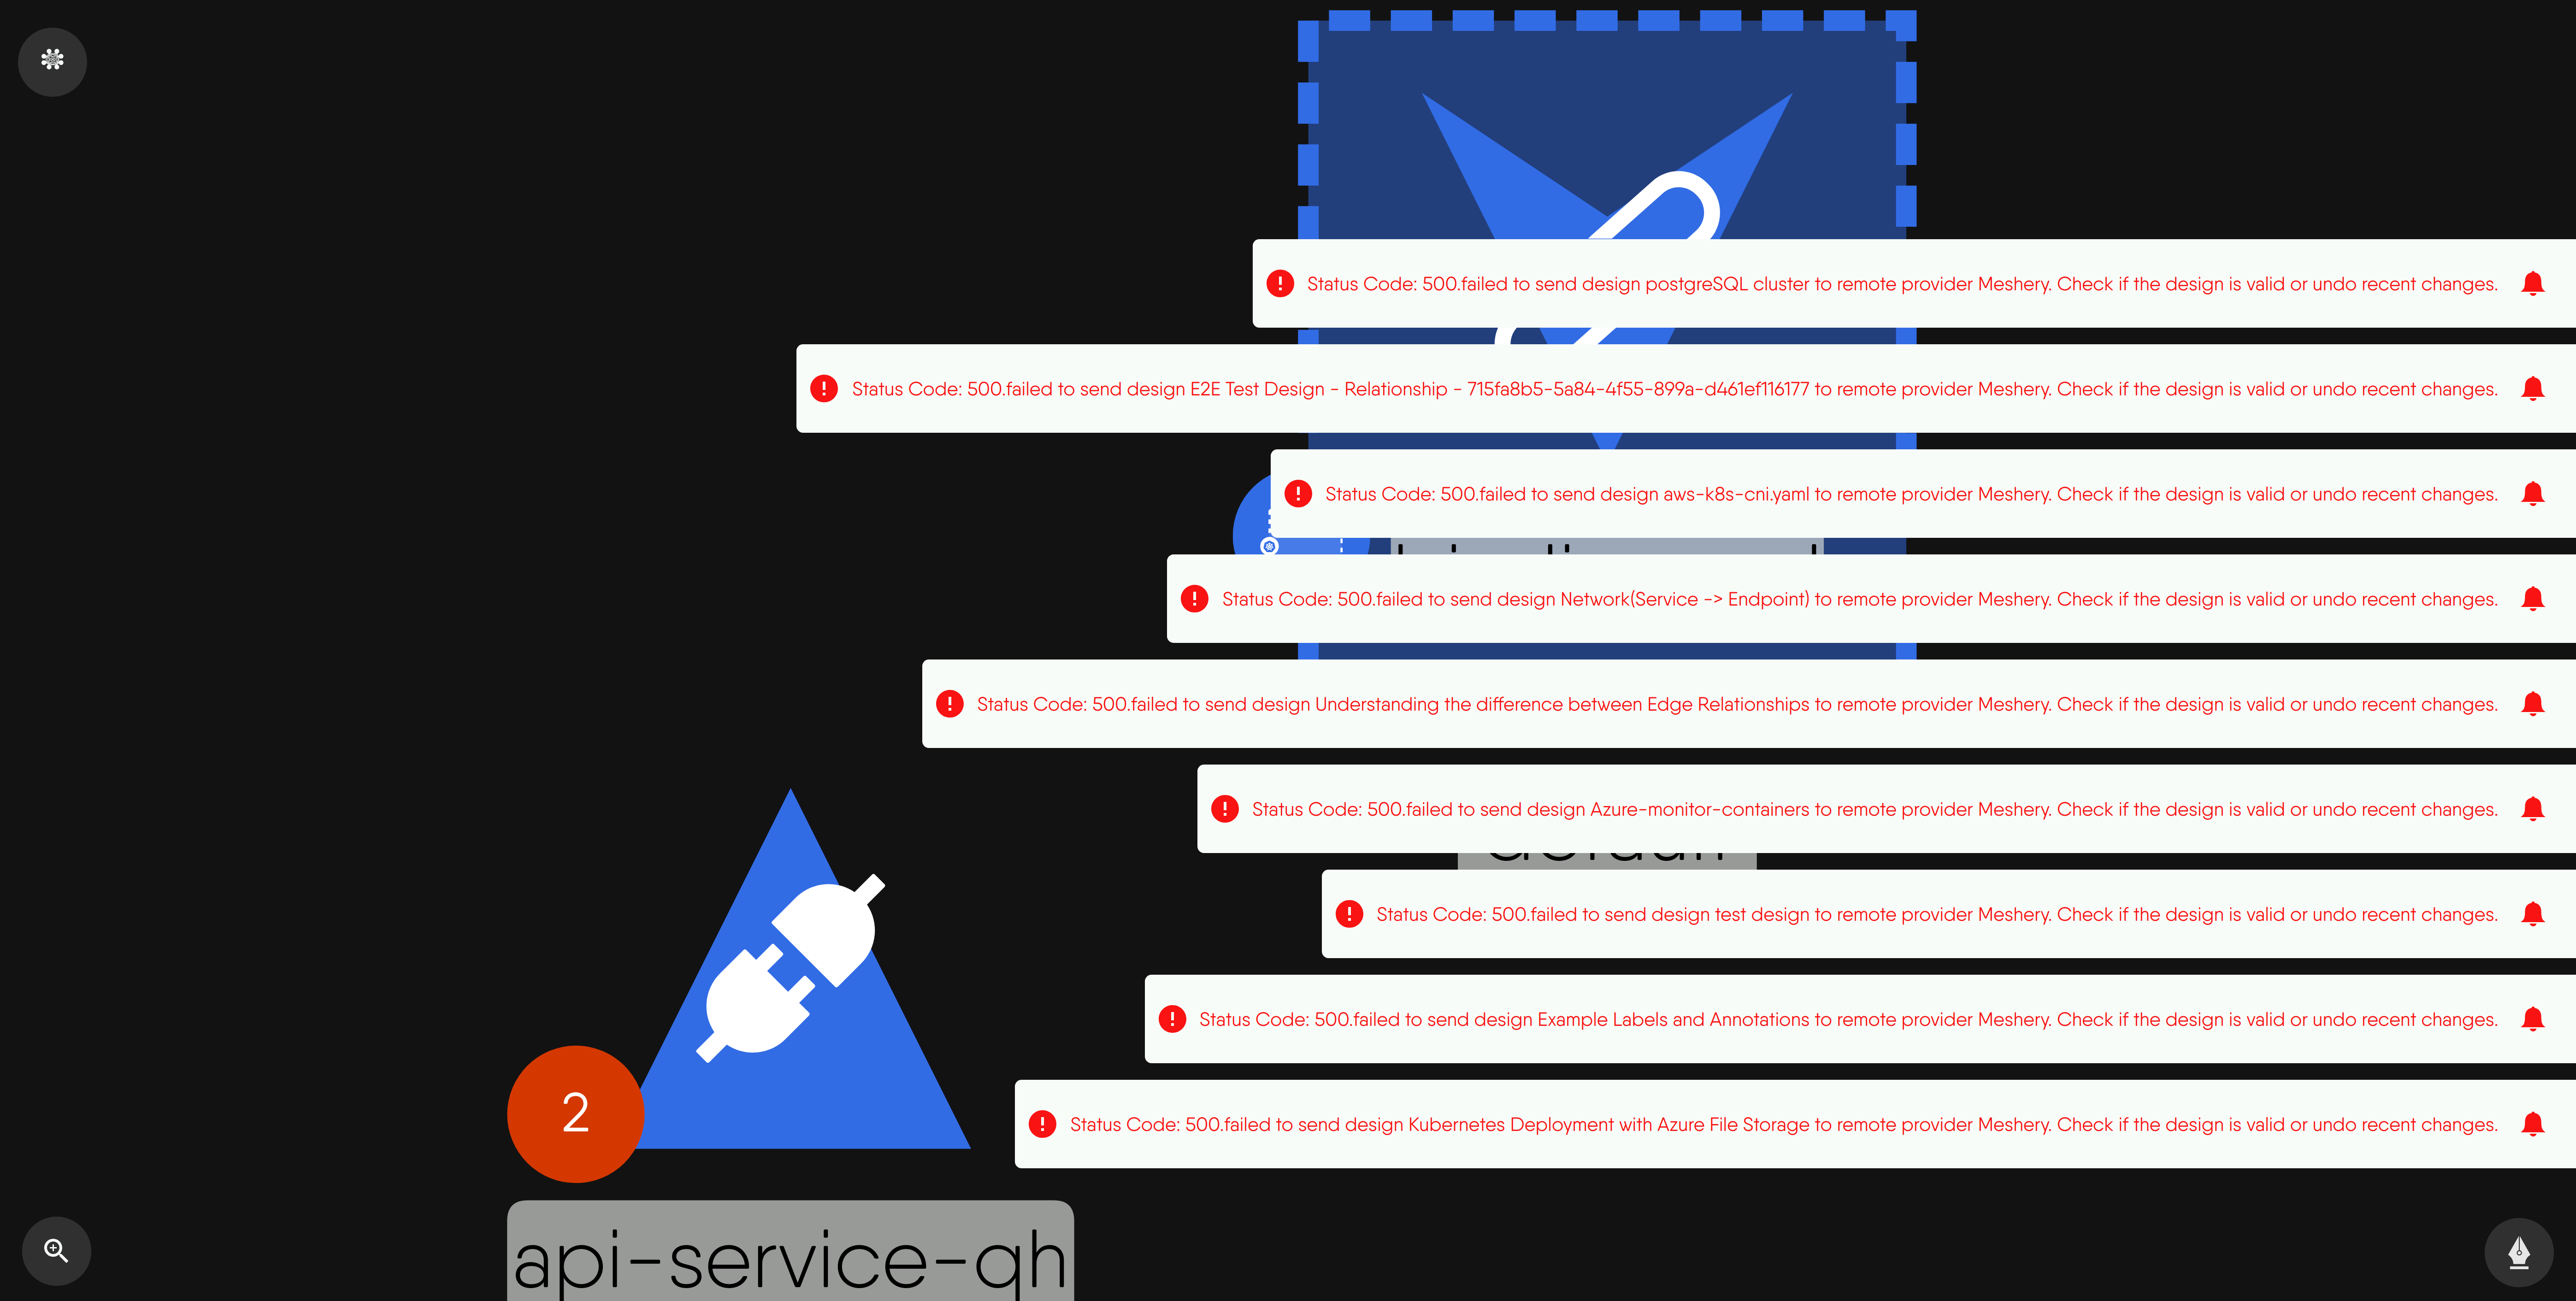 Status Code: 500.failed to send design postgreSQL cluster to remote provider Meshery. Check if the design is valid or undo recent changes.
Status Code: 500.failed to send design E2E Test Design - Relationship - 715fa8b5-5a84-4f55-899a-d461ef116177 to remote provider Meshery. Check if the design is valid or undo recent changes.
Status Code: 500.failed to send design aws-k8s-cni.yaml to remote provider Meshery. Check if the design is valid or undo recent changes.
Status Code: 500.failed to send design Network(Service -> Endpoint) to remote provider Meshery. Check if the design is valid or undo recent changes.
Status Code: 500.failed to send design Understanding the difference between Edge Relationships to remote provider Meshery. Check if the design is valid or undo recent changes.
Status Code: 500.failed to send design Azure-monitor-containers to remote provider Meshery. Check if the design is valid or undo recent changes.
Status Code: 500.failed to send design test design to remote provider Meshery. Check if the design is valid or undo recent changes.
Status Code: 500.failed to send design Example Labels and Annotations to remote provider Meshery. Check if the design is valid or undo recent changes.
Status Code: 500.failed to send design Kubernetes Deployment with Azure File Storage to remote provider Meshery. Check if the design is valid or undo recent changes.
2
api-service-qh